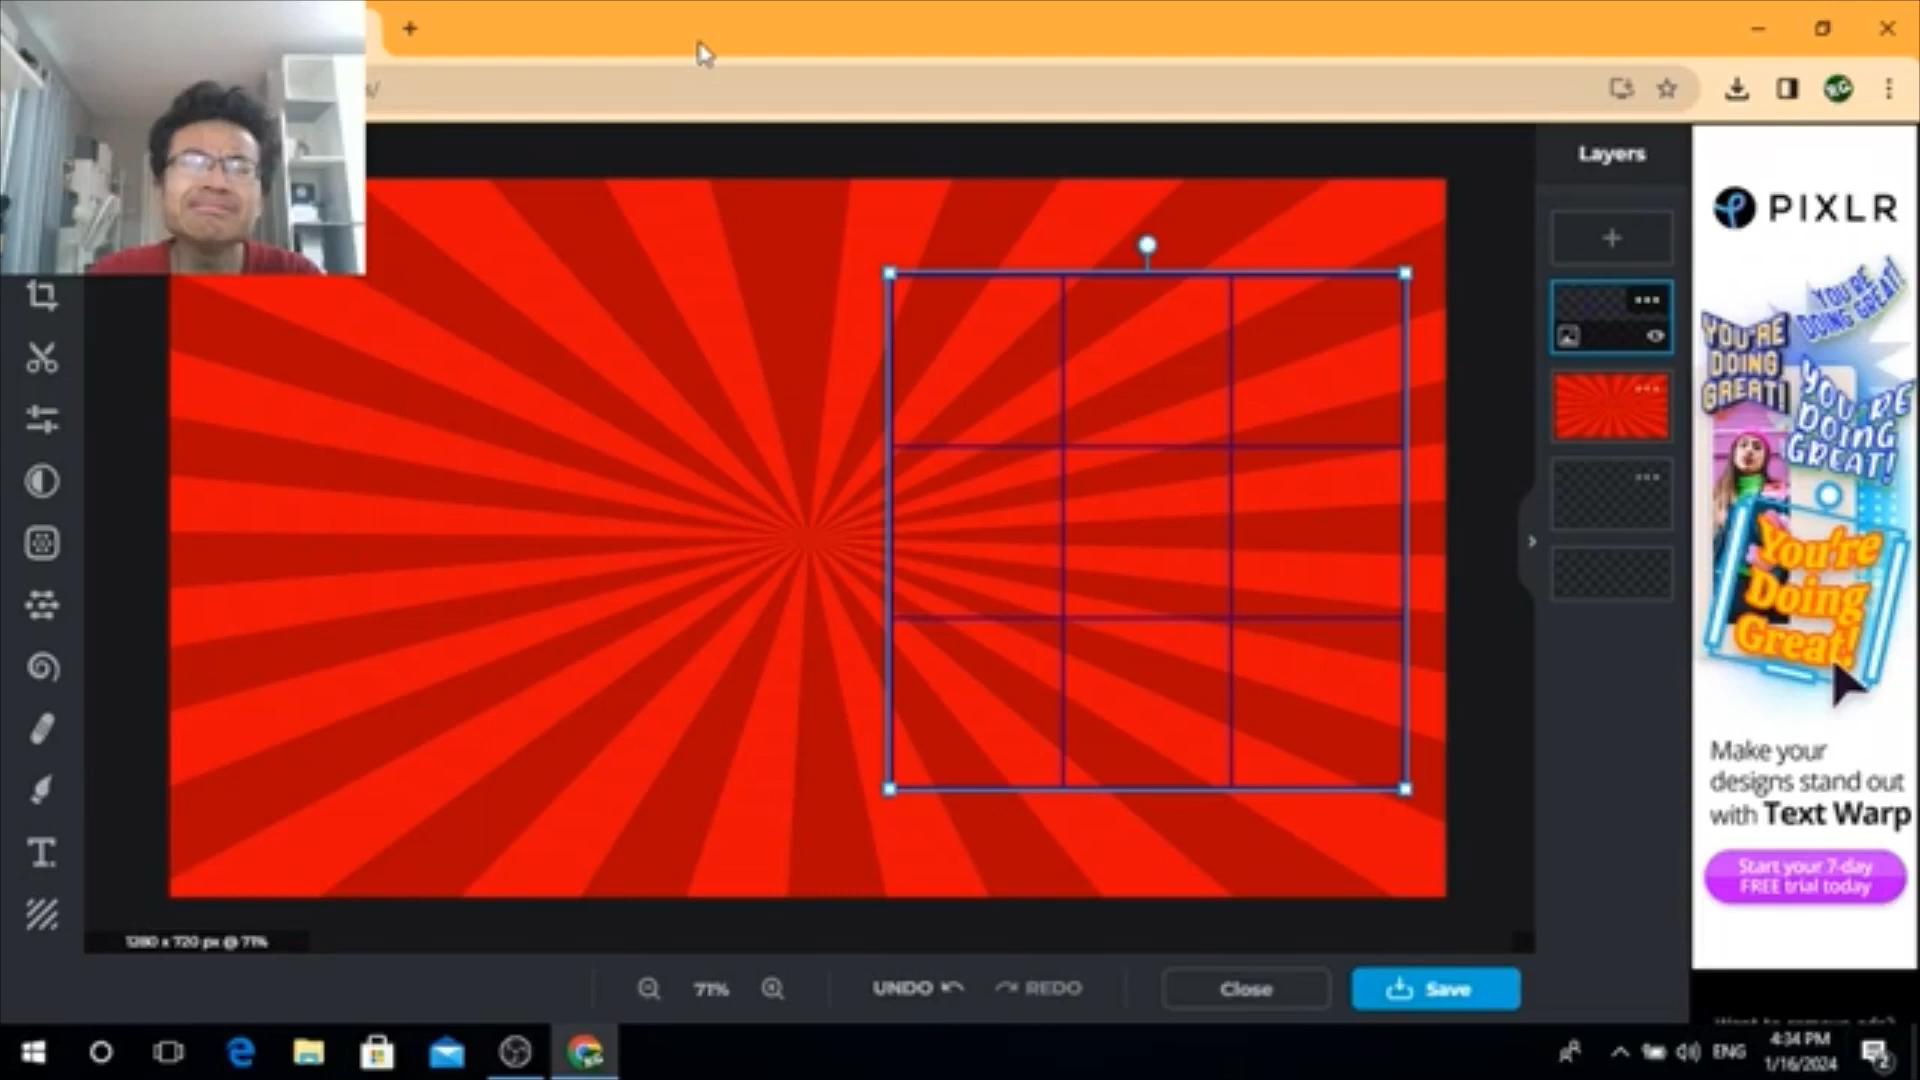 s/
Layers
PIXLR
YOU'RE
DOING GREAT!
YOU'RE
DOING
GREAT!
YOU'RE
DOING
GREAT!
You're
Doing
Great!
Make your
designs stand out
with Text Warp
Start your 7-day
FREE trial today
1280 x 720 px @ 71%
71%
UNDO
REDO
Close
Save
T
ENG
4:34 PM
1/16/2024
2